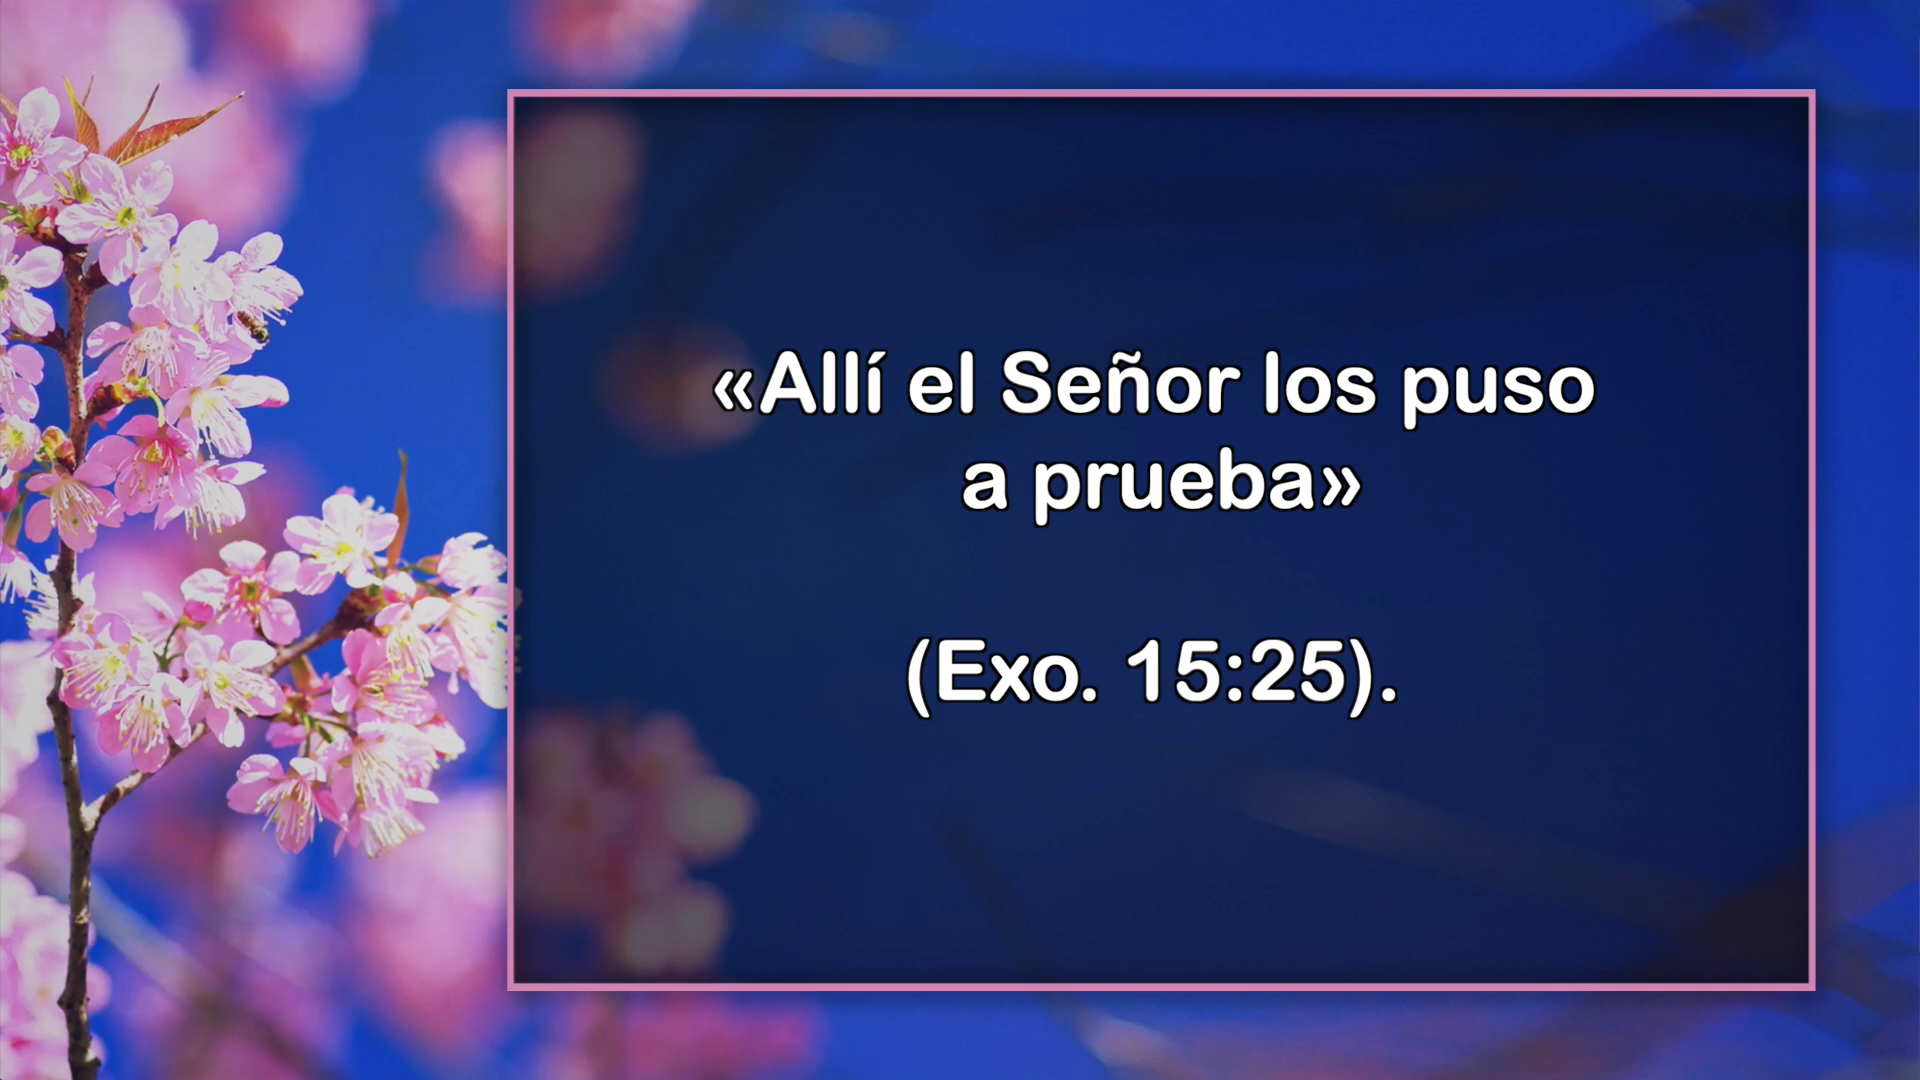 «Allí el Señor los puso
a prueba»
(Exo. 15:25).